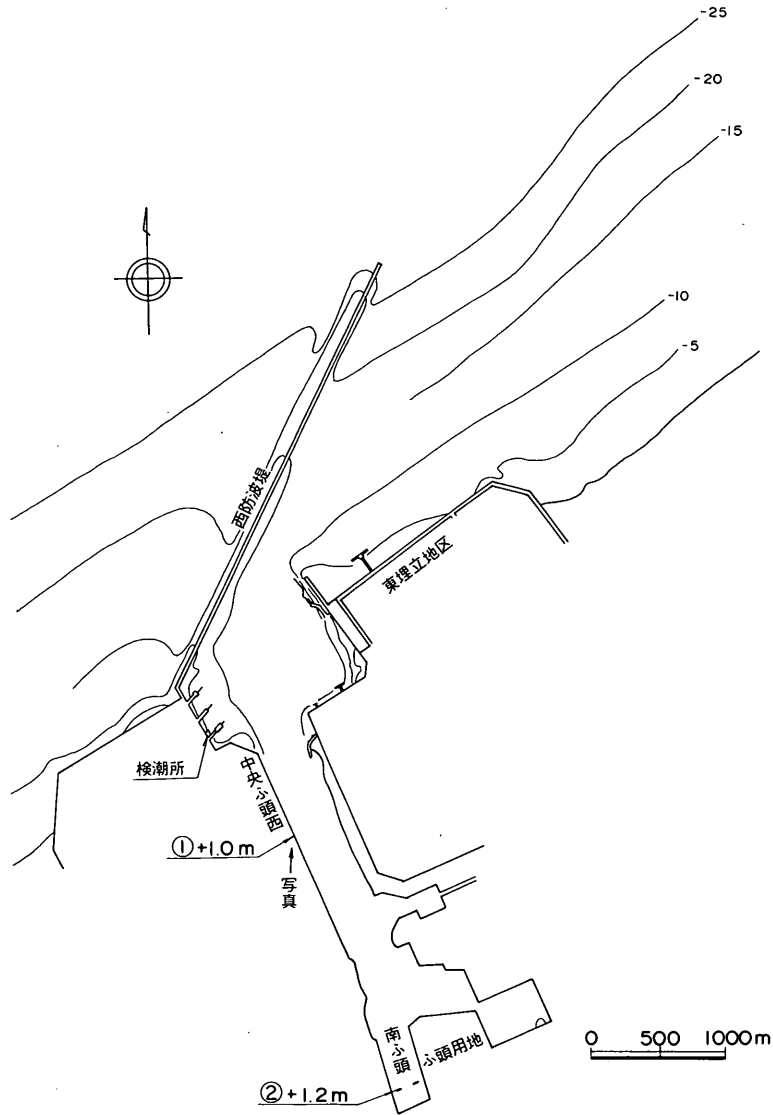 -25
-20
-15
-10
-5
西防波堤
東埋立地区
検潮所
中央ふ頭西
①+1.0m
写真
南ふ頭
ふ頭用地
②+1.2m
0 500 1000m